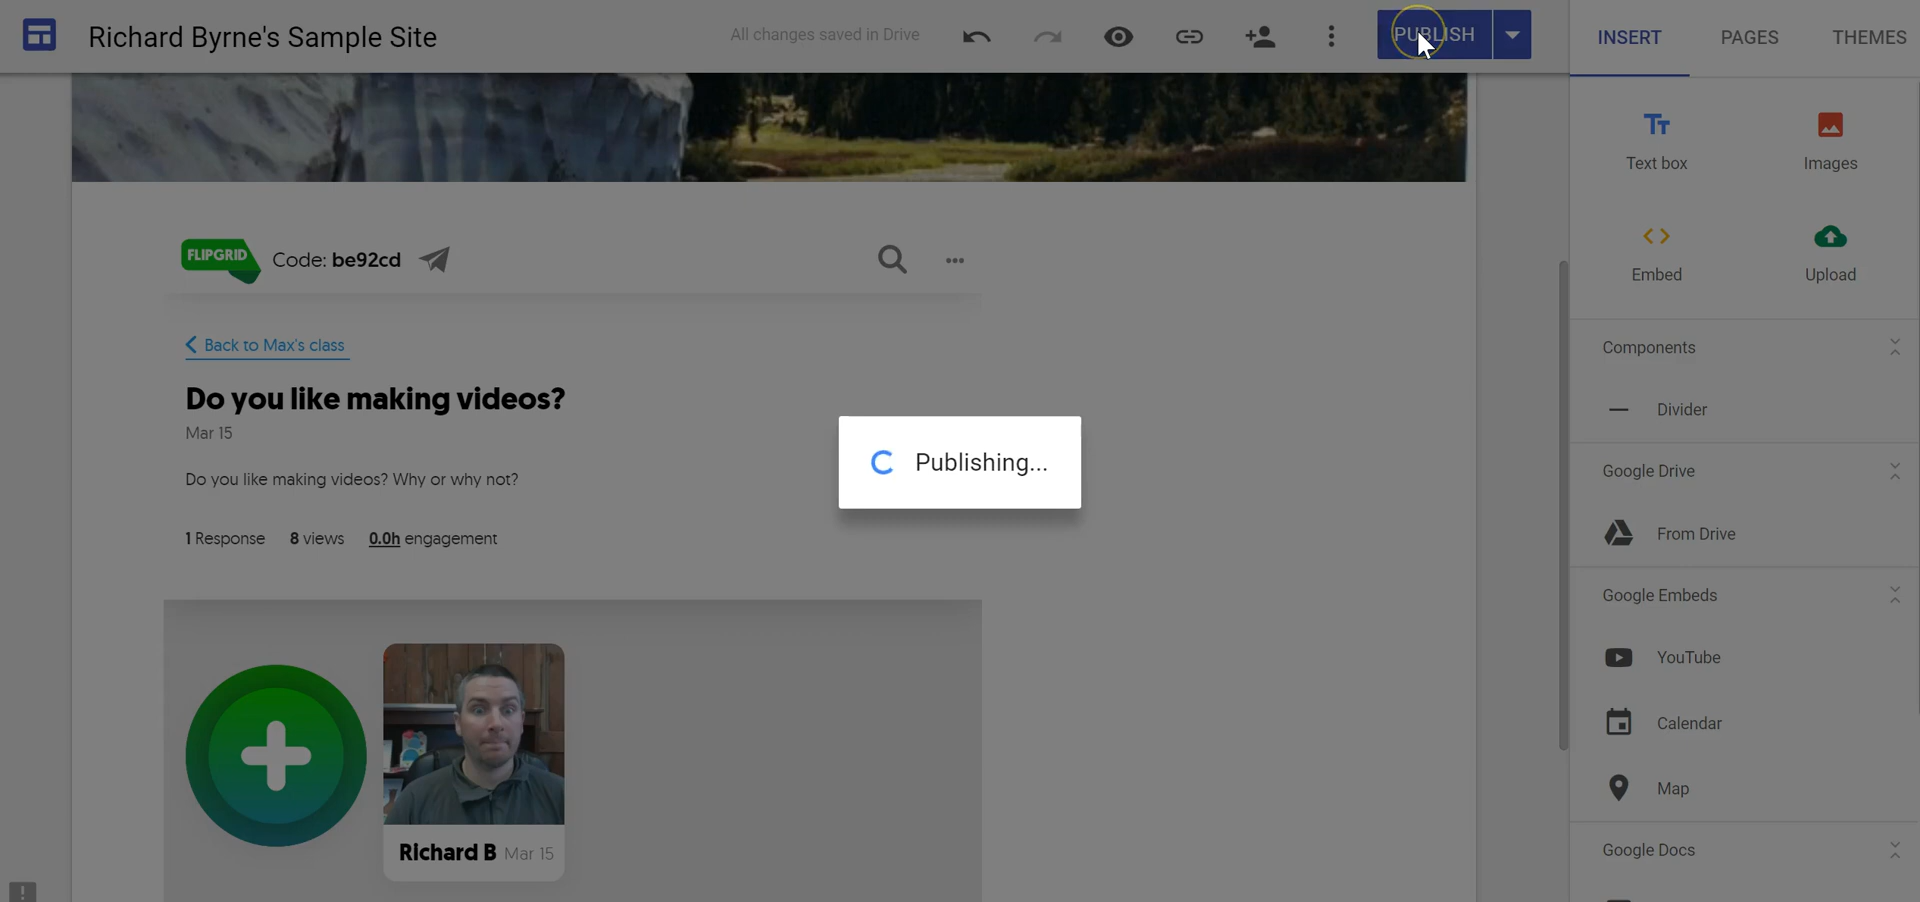 Richard Byrne's Sample Site
All changes saved in Drive
PUBLISH
INSERT
PAGES
THEMES
Text box
Images
Embed
Upload
Components
Divider
Google Drive
From Drive
Google Embeds
YouTube
Calendar
Map
Google Docs
FLIPGRID
Code: be92cd
Back to Max's class
Do you like making videos?
Mar 15
Do you like making videos? Why or why not?
1 Response 8 views 0.0h engagement
Publishing...
Richard B Mar 15